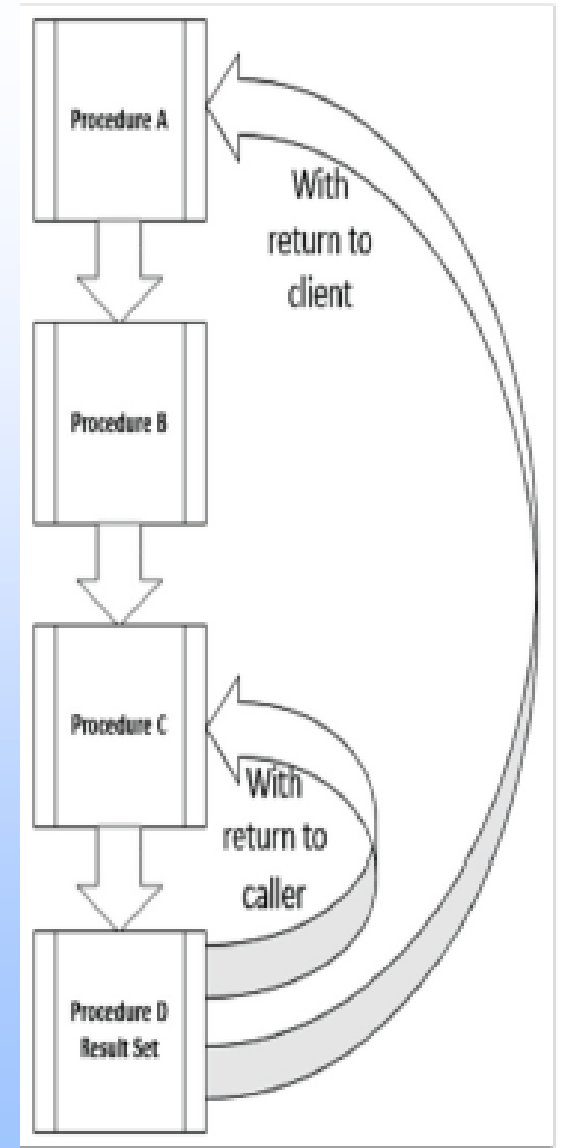 Procedure A
With
return to
client
Procedure B
Procedure C
With
return to
caller
Procedure D
Result Set